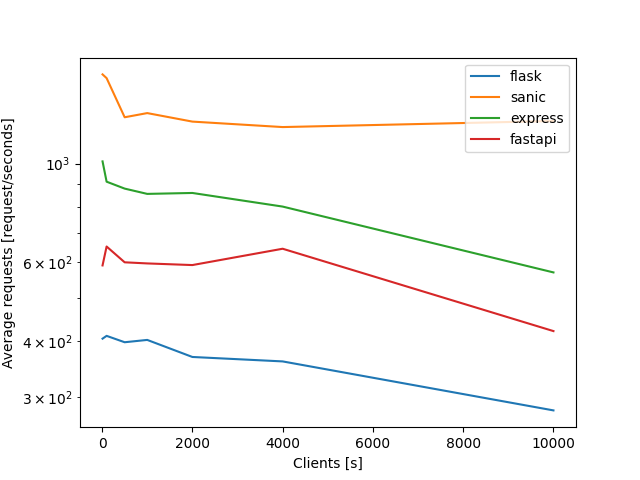 flask
sanic
express
fastapi
10³
6 × 10²
4 × 10²
3 × 10²
Average requests [request/seconds]
0 2000 4000 6000 8000 10000
Clients [s]